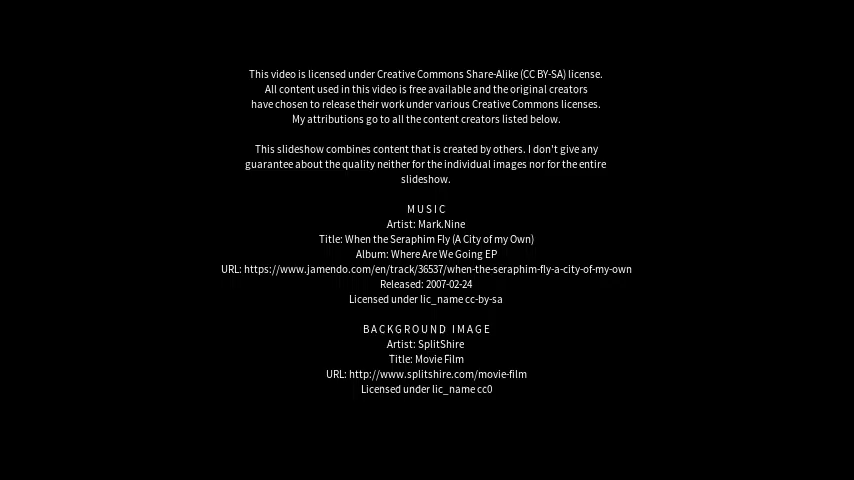 This video is licensed under Creative Commons Share-Alike (CC BY-SA) license.
All content used in this video is free available and the original creators
have chosen to release their work under various Creative Commons licenses.
My attributions go to all the content creators listed below.
This slideshow combines content that is created by others. I don't give any
guarantee about the quality neither for the individual images nor for the entire
slideshow.
MUSIC
Artist: Mark.Nine
Title: When the Seraphim Fly (A City of my Own)
Album: Where Are We Going EP
URL: https://www.jamendo.com/en/track/36537/when-the-seraphim-fly-a-city-of-my-own
Released: 2007-02-24
Licensed under lic_name cc-by-sa
BACKGROUND IMAGE
Artist: SplitShire
Title: Movie Film
URL: http://www.splitshire.com/movie-film
Licensed under lic_name cc0